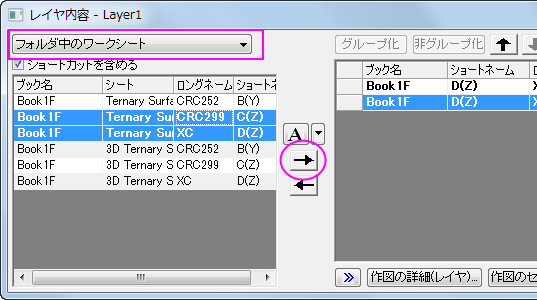 レイヤ内容 - Layer1
フォルダ中のワークシート
ショートカットを含める
ブック名 シート ロングネーム ショートネ
Book1F Ternary Surfa CRC252 B(Y)
Book1F Ternary Sur CRC299 C(Z)
Book1F Ternary Sur XC D(Z)
Book1F 3D Ternary S CRC252 B(Y)
Book1F 3D Ternary S CRC299 C(Z)
Book1F 3D Ternary S XC D(Z)
A
グループ化 非グループ化
ブック名 ショートネーム ロ
Book1F D(Z) X
Book1F D(Z) X
作図の詳細(レイヤ)... 作図のセ